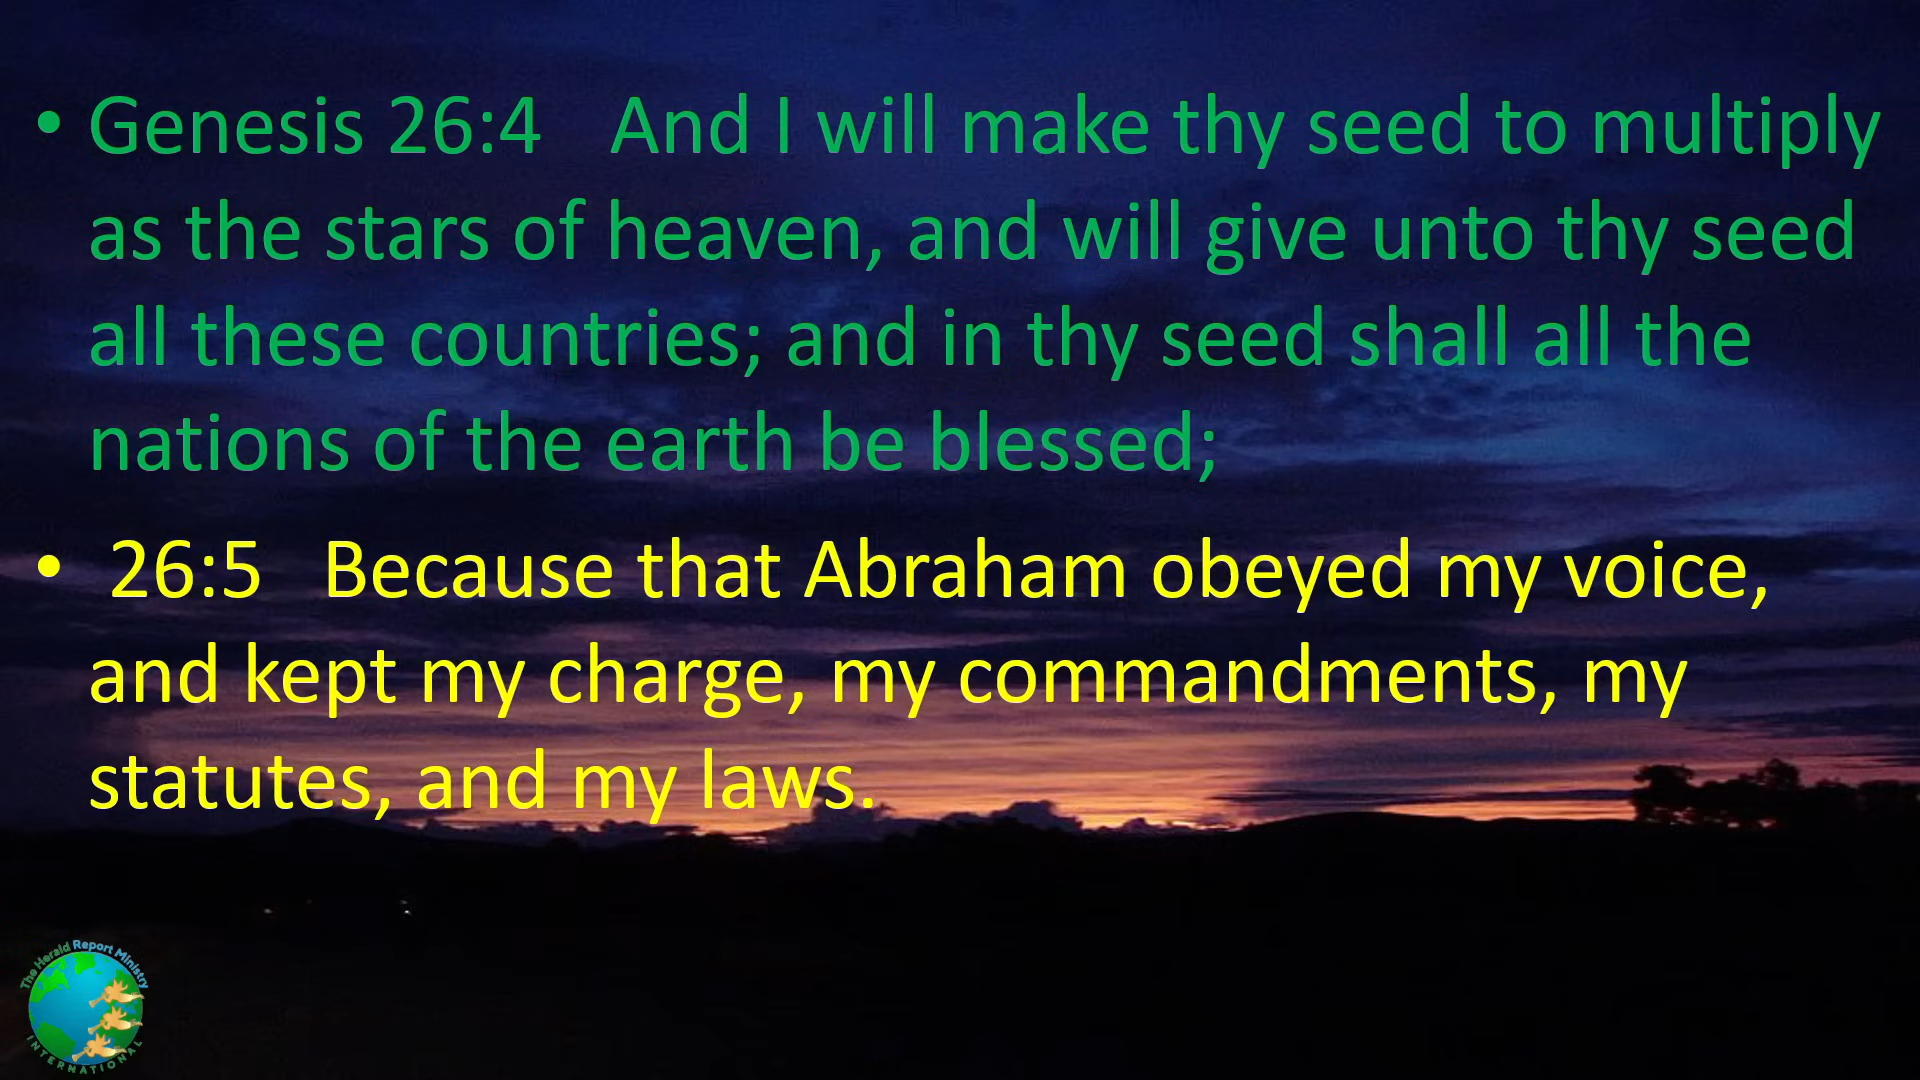 • Genesis 26:4 And I will make thy seed to multiply
as the stars of heaven, and will give unto thy seed
all these countries; and in thy seed shall all the
nations of the earth be blessed;
• 26:5 Because that Abraham obeyed my voice,
and kept my charge, my commandments, my
statutes, and my laws.
The Herald Report Ministry
INTERNATIONAL